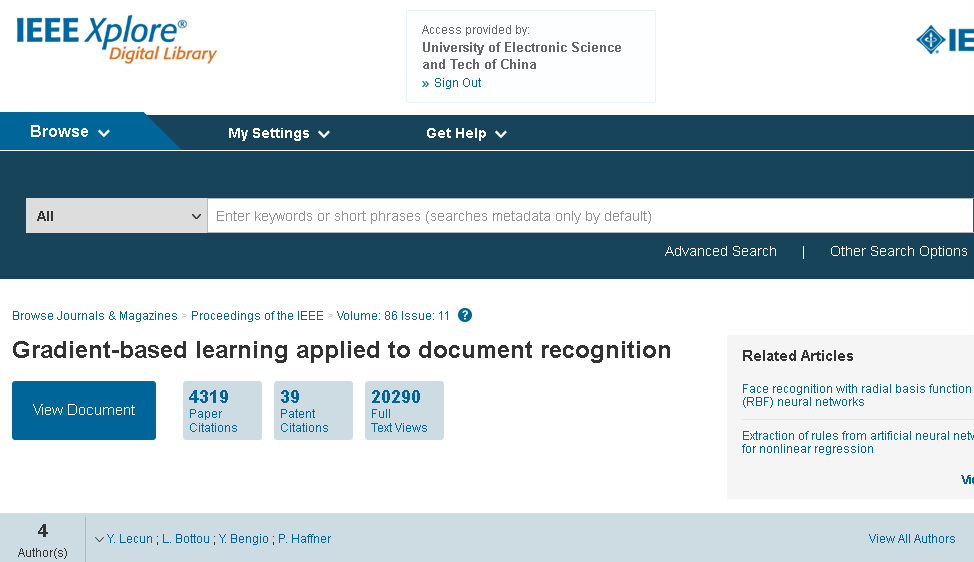 IEEE Xplore®
Digital Library
Access provided by:
University of Electronic Science
and Tech of China
» Sign Out
IE
Browse
My Settings
Get Help
All
Enter keywords or short phrases (searches metadata only by default)
Advanced Search | Other Search Options
Browse Journals & Magazines > Proceedings of the IEEE > Volume: 86 Issue: 11 ?
Gradient-based learning applied to document recognition
View Document
4319
Paper
Citations
39
Patent
Citations
20290
Full
Text Views
Related Articles
Face recognition with radial basis function
(RBF) neural networks
Extraction of rules from artificial neural netw
for nonlinear regression
Vi
4
Author(s)
Y. Lecun ; L. Bottou ; Y. Bengio ; P. Haffner
View All Authors